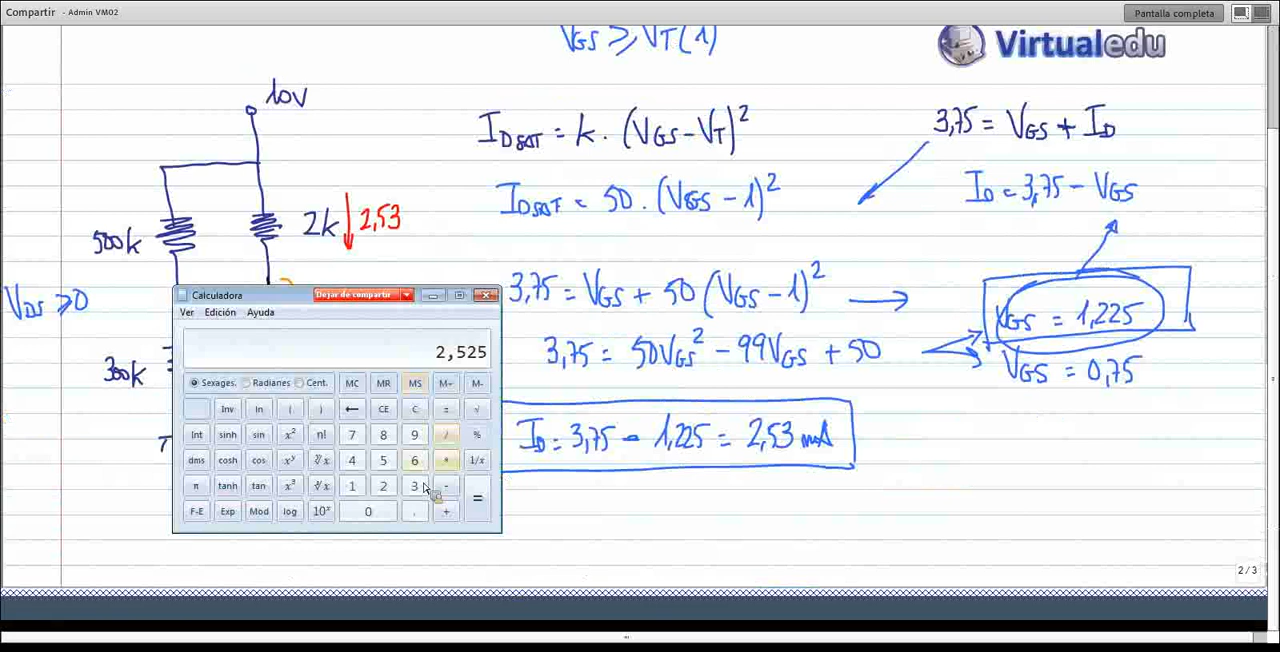 Compartir - Admin VM02
Pantalla completa
VGS ≥ VT (1)
Virtualedu
10V
IDSAT = k · (VGS - VT)²
3,75 = VGS + ID
IDSAT = 50 · (VGS - 1)²
ID = 3,75 - VGS
500k
2k
2,53
VDS ≥ 0
3,75 = VGS + 50 (VGS - 1)²
VGS = 1,225
3,75 = 50VGS² - 99VGS + 50
VGS = 0,75
300k
ID = 3,75 - 1,225 = 2,53 mA
Calculadora
Dejar de compartir
Ver Edición Ayuda
2,525
Sexages. Radianes Cent. MC MR MS M+ M-
Inv ln ( ) ← CE C ± √
Int sinh sin x² n! 7 8 9 / %
dms cosh cos xʸ ʸ√x 4 5 6 * 1/x
π tanh tan x³ ³√x 1 2 3 - =
F-E Exp Mod log 10ˣ 0 , +
2/3